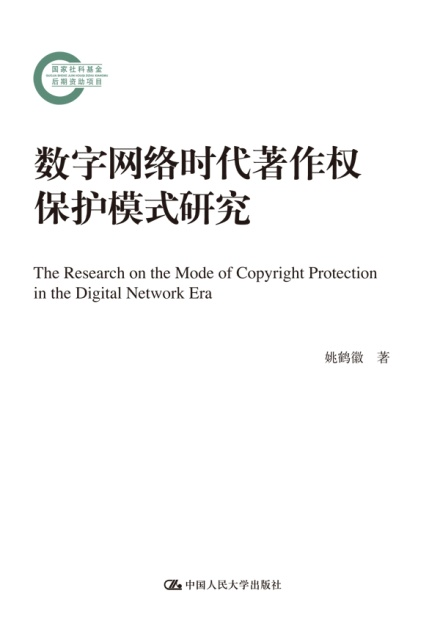 国家社科基金
后期资助项目
数字网络时代著作权
保护模式研究
The Research on the Mode of Copyright Protection
in the Digital Network Era
姚鹤徽 著
中国人民大学出版社